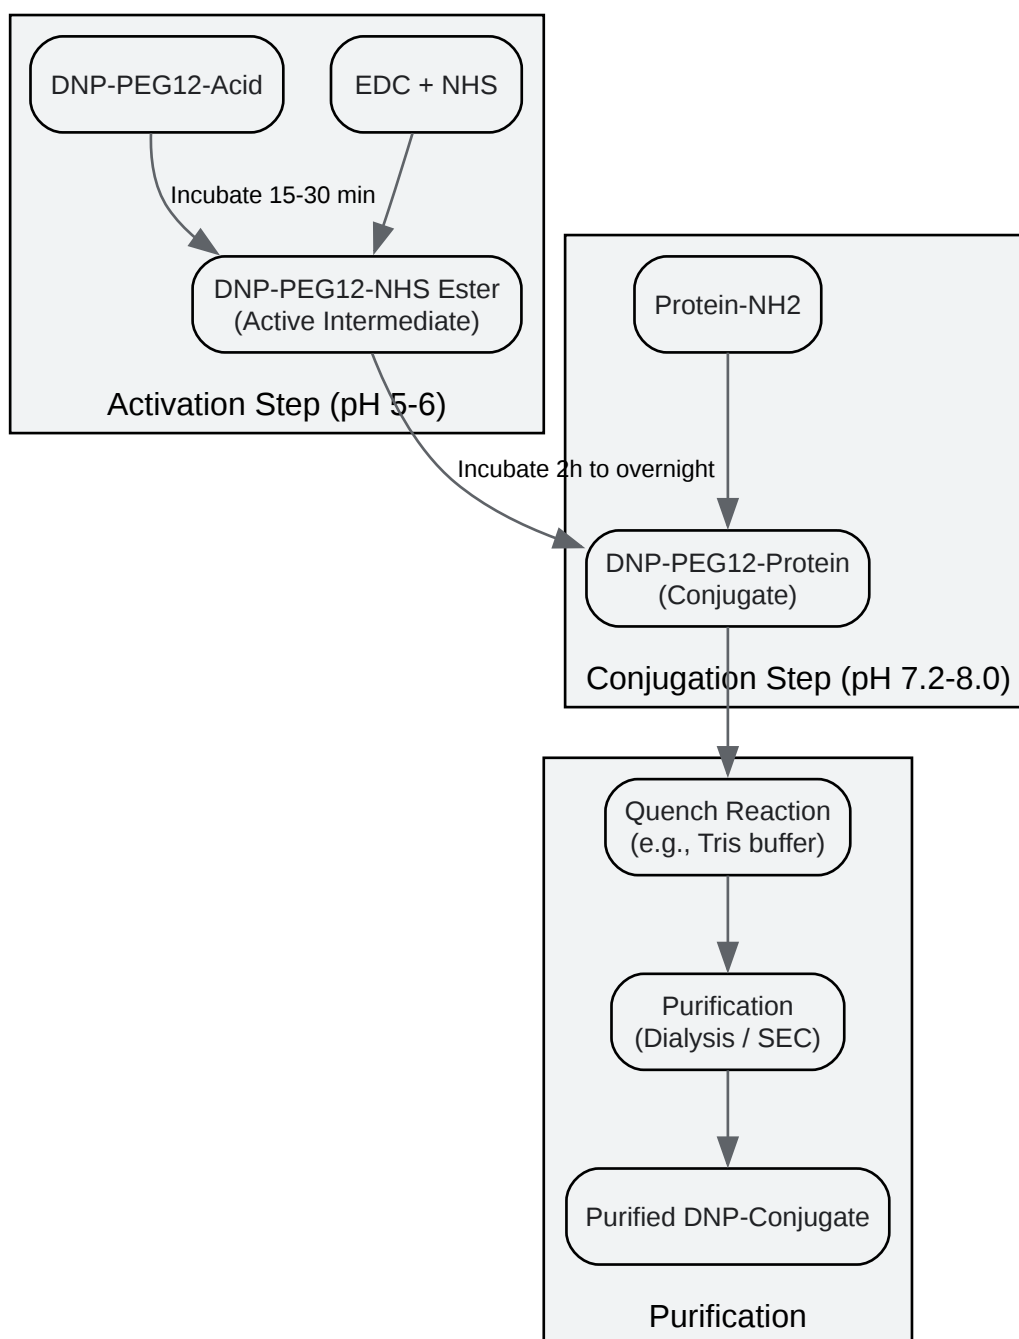 DNP-PEG12-Acid
EDC + NHS
Incubate 15-30 min
DNP-PEG12-NHS Ester
(Active Intermediate)
Activation Step (pH 5-6)
Protein-NH2
Incubate 2h to overnight
DNP-PEG12-Protein
(Conjugate)
Conjugation Step (pH 7.2-8.0)
Quench Reaction
(e.g., Tris buffer)
Purification
(Dialysis / SEC)
Purified DNP-Conjugate
Purification